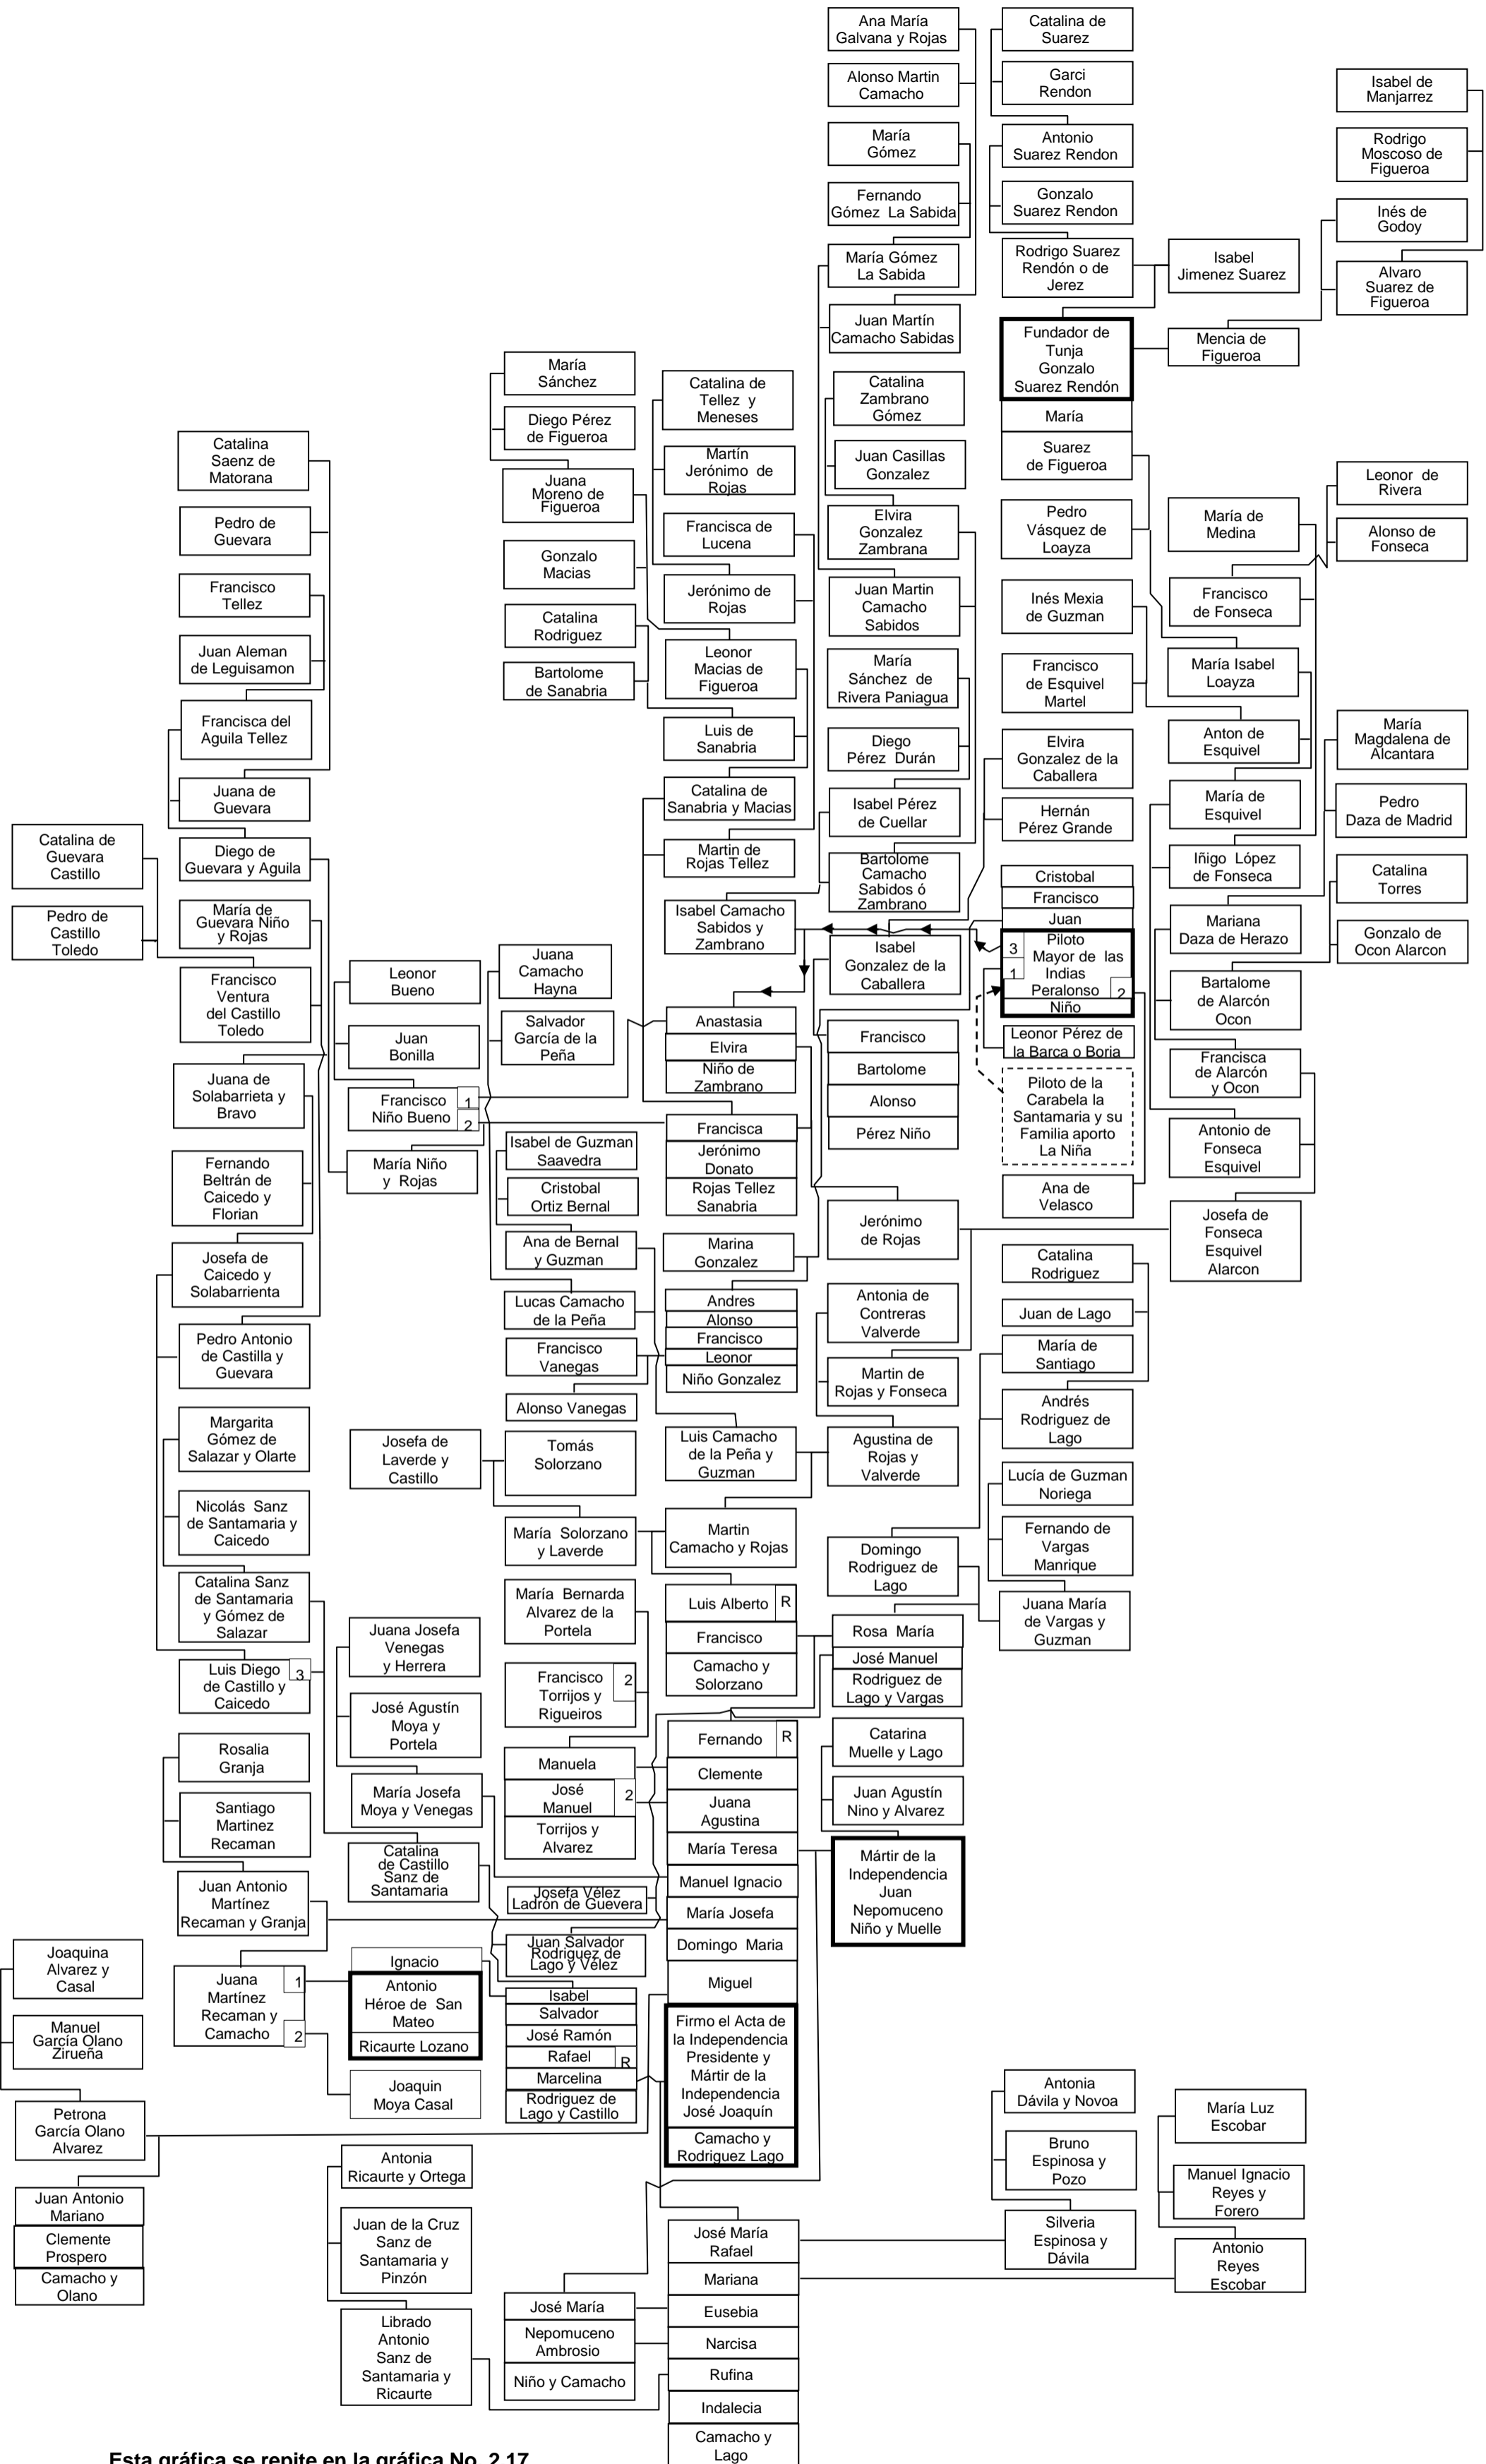 Ana María
Galvana y Rojas
Alonso Martin
Camacho
María
Gómez
Fernando
Gómez La Sabida
María Gómez
La Sabida
Juan Martín
Camacho Sabidas
Catalina de
Suarez
Garci
Rendon
Antonio
Suarez Rendon
Gonzalo
Suarez Rendon
Rodrigo Suarez
Rendón o de
Jerez
Isabel
Jimenez Suarez
Isabel de
Manjarrez
Rodrigo
Moscoso de
Figueroa
Inés de
Godoy
Alvaro
Suarez de
Figueroa
Fundador de
Tunja
Gonzalo
Suarez Rendón
Mencia de
Figueroa
María
Suarez
de Figueroa
Pedro
Vásquez de
Loayza
Inés Mexia
de Guzman
Francisco
de Esquivel
Martel
Elvira
Gonzalez de la
Caballera
Hernán
Pérez Grande
María
Sánchez
Diego Pérez
de Figueroa
Juana
Moreno de
Figueroa
Gonzalo
Macias
Catalina
Rodriguez
Bartolome
de Sanabria
Catalina de
Tellez y
Meneses
Martín
Jerónimo de
Rojas
Francisca de
Lucena
Jerónimo de
Rojas
Leonor
Macias de
Figueroa
Luis de
Sanabria
Catalina de
Sanabria y Macias
Martin de
Rojas Tellez
Isabel Camacho
Sabidos y
Zambrano
Catalina
Zambrano
Gómez
Juan Casillas
Gonzalez
Elvira
Gonzalez
Zambrana
Juan Martin
Camacho
Sabidos
María
Sánchez de
Rivera Paniagua
Diego
Pérez Durán
Isabel Pérez
de Cuellar
Bartolome
Camacho
Sabidos ó
Zambrano
Isabel
Gonzalez de la
Caballera
María de
Medina
Leonor de
Rivera
Alonso de
Fonseca
Francisco
de Fonseca
María Isabel
Loayza
Anton de
Esquivel
María de
Esquivel
Iñigo López
de Fonseca
María
Magdalena de
Alcantara
Pedro
Daza de Madrid
Catalina
Torres
Gonzalo de
Ocon Alarcon
Mariana
Daza de Herazo
Bartalome
de Alarcón
Ocon
Francisca
de Alarcón
y Ocon
Antonio de
Fonseca
Esquivel
Josefa de
Fonseca
Esquivel
Alarcon
Cristobal
Francisco
Juan
3
Piloto
Mayor de las
1
Indias
Peralonso
2
Niño
Leonor Pérez de
la Barca o Boria
Piloto de la
Carabela la
Santamaria y su
Familia aporto
La Niña
Ana de
Velasco
Catalina
Saenz de
Matorana
Pedro de
Guevara
Francisco
Tellez
Juan Aleman
de Leguisamon
Francisca del
Aguila Tellez
Juana de
Guevara
Diego de
Guevara y Aguila
María de
Guevara Niño
y Rojas
Catalina de
Guevara
Castillo
Pedro de
Castillo
Toledo
Francisco
Ventura
del Castillo
Toledo
Juana de
Solabarrieta y
Bravo
Fernando
Beltrán de
Caicedo y
Florian
Josefa de
Caicedo y
Solabarrienta
Pedro Antonio
de Castilla y
Guevara
Margarita
Gómez de
Salazar y Olarte
Nicolás Sanz
de Santamaria y
Caicedo
Catalina Sanz
de Santamaria
y Gómez de
Salazar
Luis Diego
3
de Castillo y
Caicedo
Leonor
Bueno
Juan
Bonilla
Francisco
1
Niño Bueno
2
María Niño
y Rojas
Juana
Camacho
Hayna
Salvador
García de la
Peña
Isabel de Guzman
Saavedra
Cristobal
Ortiz Bernal
Ana de Bernal
y Guzman
Lucas Camacho
de la Peña
Francisco
Vanegas
Alonso Vanegas
Anastasia
Elvira
Niño de
Zambrano
Francisca
Jerónimo
Donato
Rojas Tellez
Sanabria
Marina
Gonzalez
Andres
Alonso
Francisco
Leonor
Niño Gonzalez
Francisco
Bartolome
Alonso
Pérez Niño
Jerónimo
de Rojas
Antonia de
Contreras
Valverde
Martin de
Rojas y Fonseca
Agustina de
Rojas y
Valverde
Luis Camacho
de la Peña y
Guzman
Josefa de
Laverde y
Castillo
Tomás
Solorzano
María Solorzano
y Laverde
Martin
Camacho y Rojas
Catalina
Rodriguez
Juan de Lago
María de
Santiago
Andrés
Rodriguez de
Lago
Lucía de Guzman
Noriega
Fernando de
Vargas
Manrique
Domingo
Rodriguez de
Lago
Juana María
de Vargas y
Guzman
Luis Alberto
R
Francisco
Camacho y
Solorzano
Rosa María
José Manuel
Rodriguez de
Lago y Vargas
María Bernarda
Alvarez de la
Portela
Francisco
2
Torrijos y
Rigueiros
Manuela
José
Manuel
2
Torrijos y
Alvarez
Juana Josefa
Venegas
y Herrera
José Agustín
Moya y
Portela
María Josefa
Moya y Venegas
Catalina
de Castillo
Sanz de
Santamaria
Rosalia
Granja
Santiago
Martinez
Recaman
Juan Antonio
Martínez
Recaman y Granja
Juana
1
Martínez
Recaman y
Camacho
2
Fernando
R
Clemente
Juana
Agustina
María Teresa
Manuel Ignacio
María Josefa
Domingo Maria
Miguel
Firmo el Acta de
la Independencia
Presidente y
Mártir de la
Independencia
José Joaquín
Camacho y
Rodriguez Lago
Catarina
Muelle y Lago
Juan Agustín
Nino y Alvarez
Mártir de la
Independencia
Juan
Nepomuceno
Niño y Muelle
Josefa Vélez
Ladrón de Guevera
Juan Salvador
Rodriguez de
Lago y Vélez
Ignacio
Antonio
Héroe de San
Mateo
Ricaurte Lozano
Joaquin
Moya Casal
Isabel
Salvador
José Ramón
Rafael
R
Marcelina
Rodriguez de
Lago y Castillo
Joaquina
Alvarez y
Casal
Manuel
García Olano
Zirueña
Petrona
García Olano
Alvarez
Juan Antonio
Mariano
Clemente
Prospero
Camacho y
Olano
Antonia
Ricaurte y Ortega
Juan de la Cruz
Sanz de
Santamaria y
Pinzón
Librado
Antonio
Sanz de
Santamaria y
Ricaurte
José María
Nepomuceno
Ambrosio
Niño y Camacho
José María
Rafael
Mariana
Eusebia
Narcisa
Rufina
Indalecia
Camacho y
Lago
Antonia
Dávila y Novoa
Bruno
Espinosa y
Pozo
Silveria
Espinosa y
Dávila
María Luz
Escobar
Manuel Ignacio
Reyes y
Forero
Antonio
Reyes
Escobar
Esta gráfica se repite en la gráfica No. 2.17